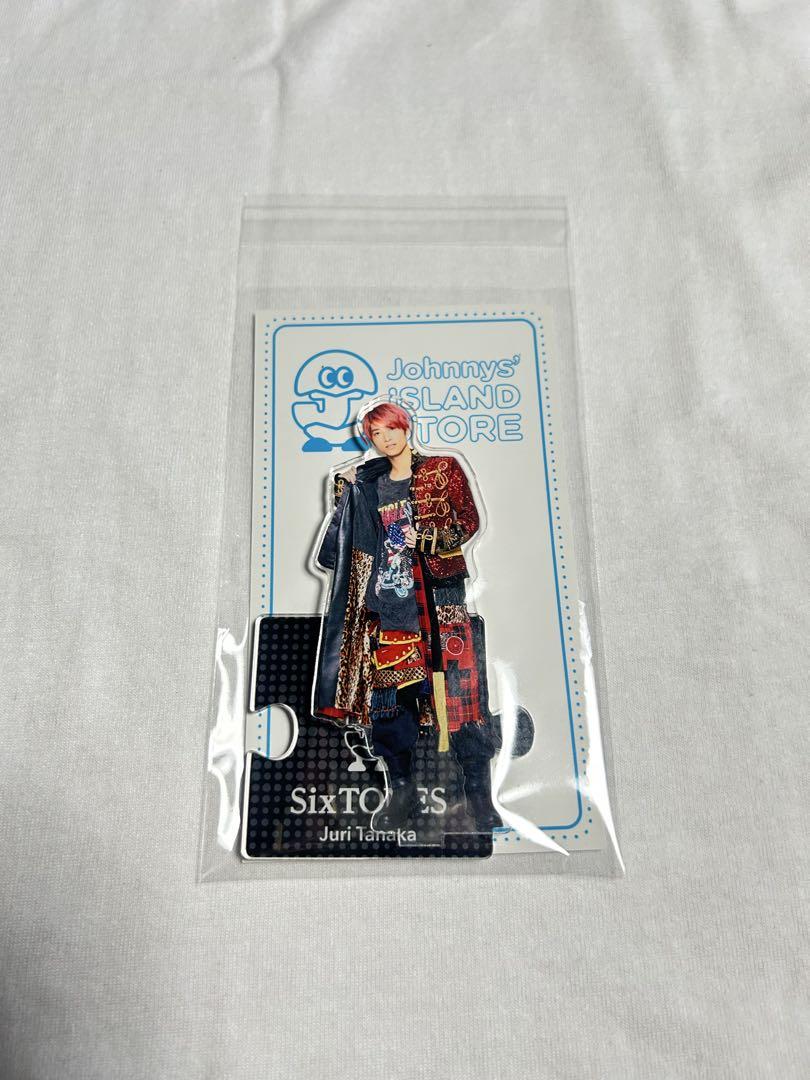 Johnnys'
ISLAND
STORE
SixTONES
Juri Tanaka